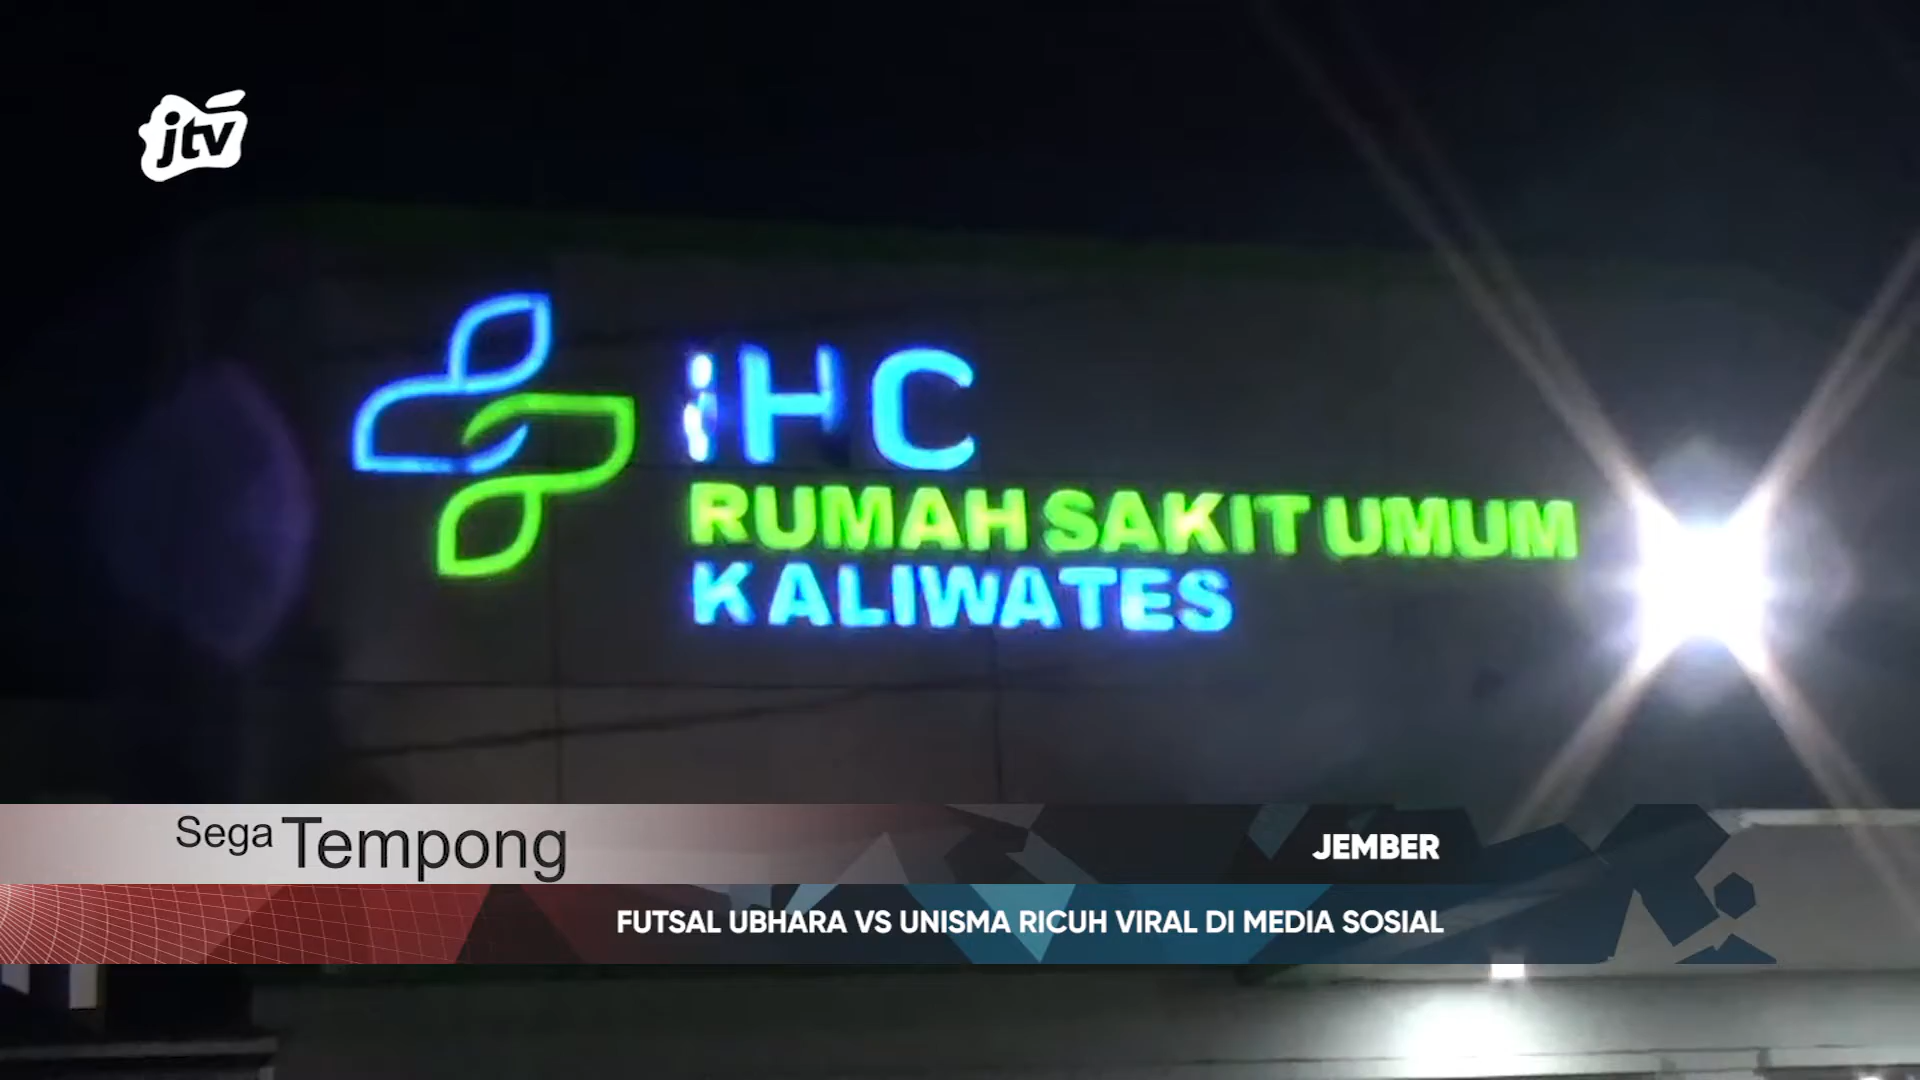 jtv
iHC
RUMAH SAKIT UMUM
KALIWATES
Sega Tempong
JEMBER
FUTSAL UBHARA VS UNISMA RICUH VIRAL DI MEDIA SOSIAL